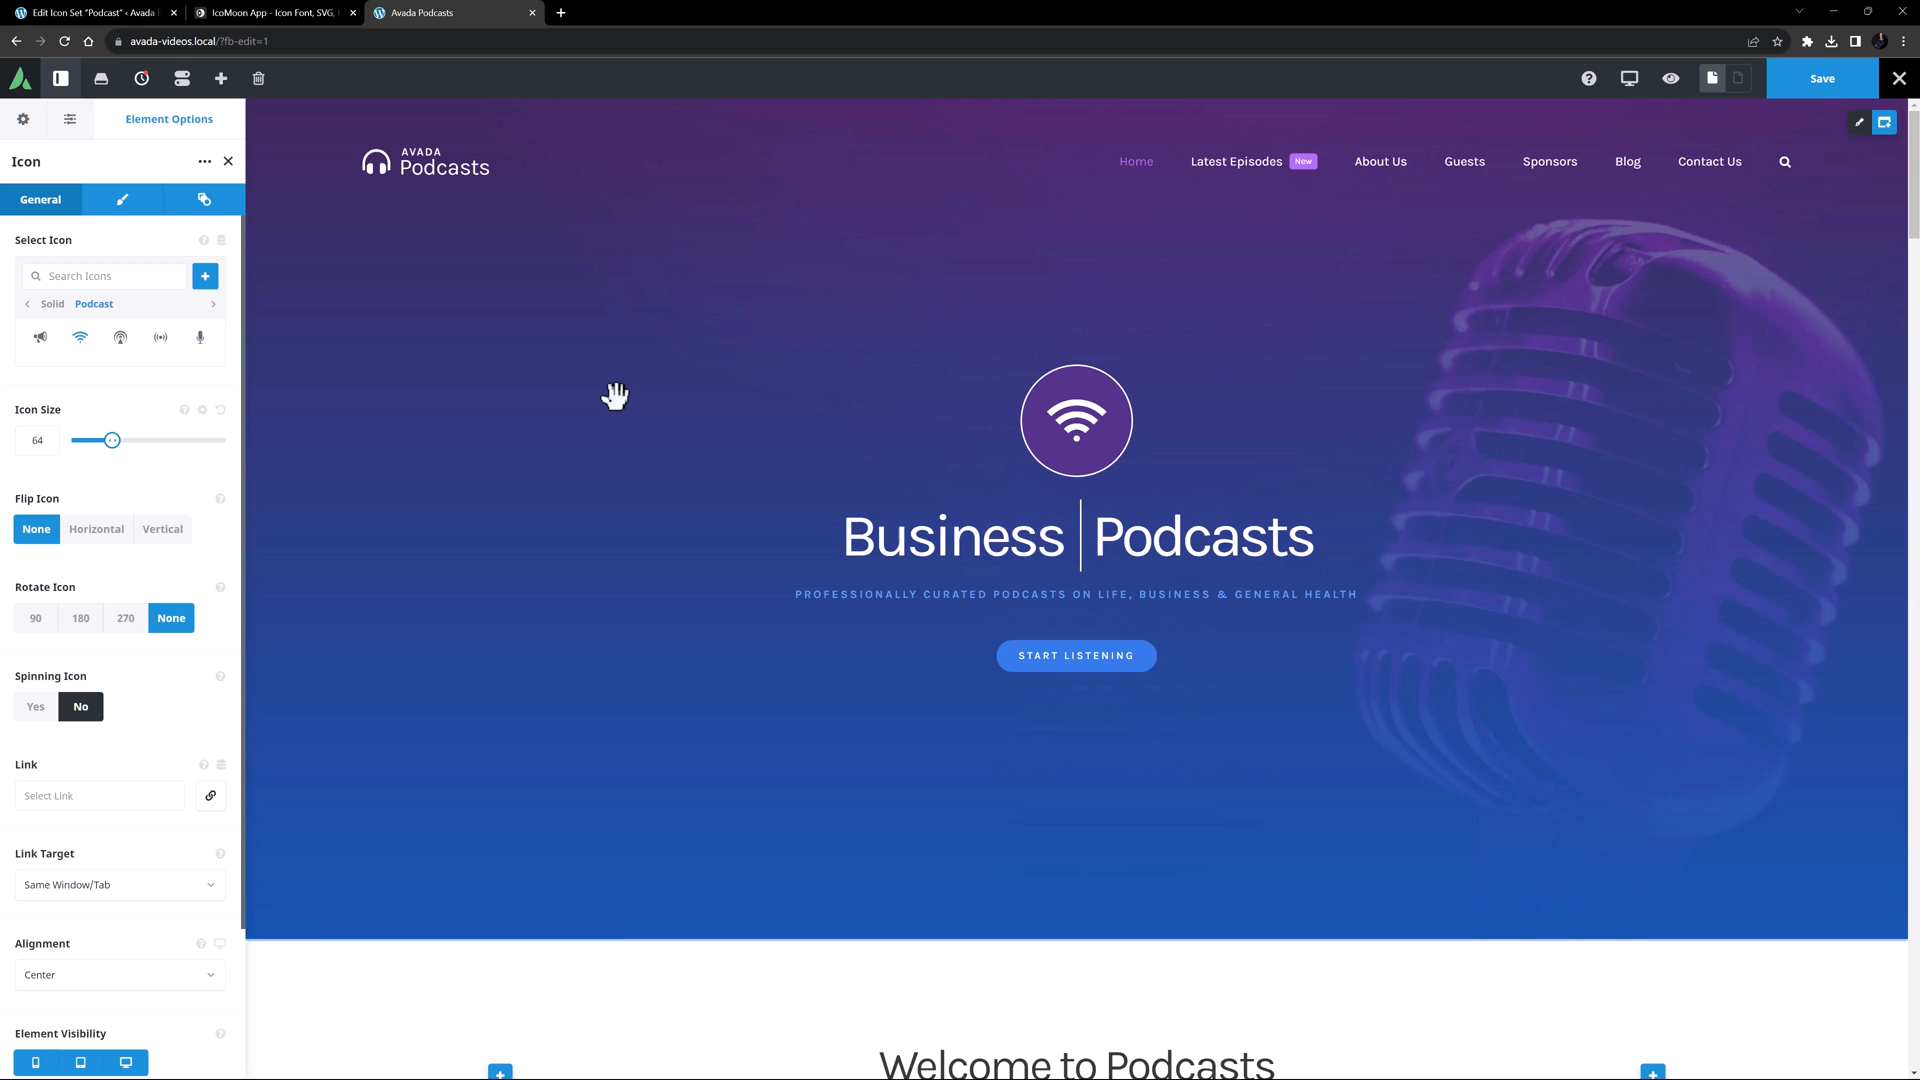 Edit Icon Set "Podcast" ‹ Avada
IcoMoon App - Icon Font, SVG,
Avada Podcasts
avada-videos.local/?fb-edit=1
Save
Element Options
Icon
General
Select Icon
Search Icons
Solid Podcast
Icon Size
64
Flip Icon
None Horizontal Vertical
Rotate Icon
90 180 270 None
Spinning Icon
Yes No
Link
Select Link
Link Target
Same Window/Tab
Alignment
Center
Element Visibility
AVADA
Podcasts
Home Latest Episodes New About Us Guests Sponsors Blog Contact Us
Business Podcasts
PROFESSIONALLY CURATED PODCASTS ON LIFE, BUSINESS & GENERAL HEALTH
START LISTENING
Welcome to Podcasts